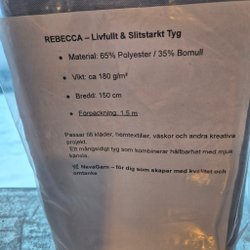 REBECCA – Livfullt & Slitstarkt Tyg
• Material: 65% Polyester / 35% Bomull
• Vikt: ca 180 g/m²
• Bredd: 150 cm
• Förpackning: 1,5 m
Passar till kläder, hemtextilier, väskor och andra kreativa
projekt.
Ett mångsidigt tyg som kombinerar hållbarhet med mjuk
känsla.
NevaGarn – för dig som skapar med kvalitet och
omtanke